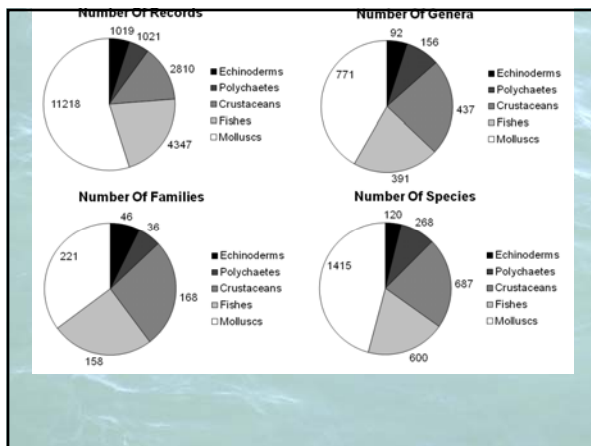 Number Of Records
1019
1021
2810
4347
11218
Echinoderms
Polychaetes
Crustaceans
Fishes
Molluscs
Number Of Genera
92
156
437
391
771
Echinoderms
Polychaetes
Crustaceans
Fishes
Molluscs
Number Of Families
46
36
168
158
221
Echinoderms
Polychaetes
Crustaceans
Fishes
Molluscs
Number Of Species
120
268
687
600
1415
Echinoderms
Polychaetes
Crustaceans
Fishes
Molluscs